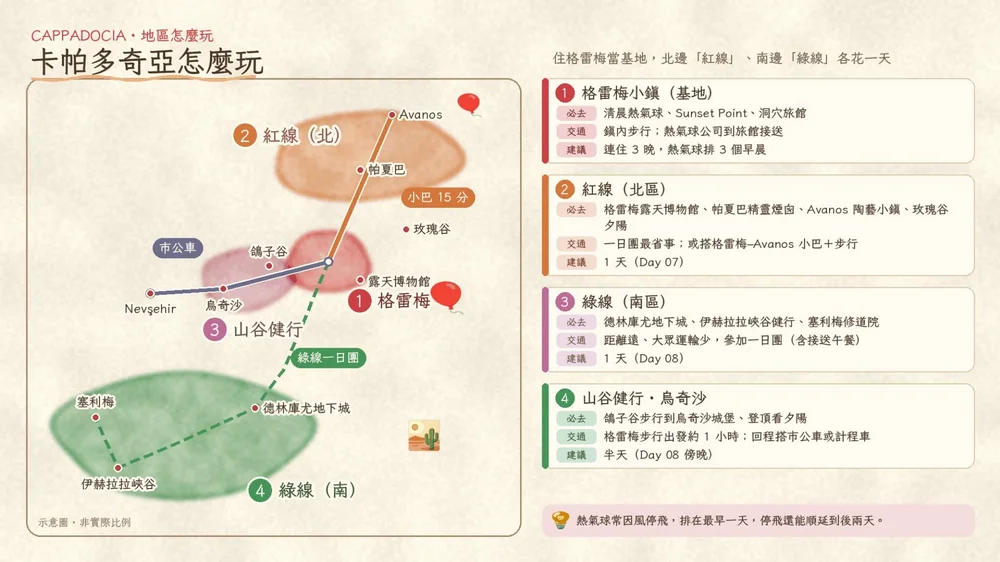 CAPPADOCIA・地區怎麼玩
卡帕多奇亞怎麼玩
住格雷梅當基地，北邊「紅線」、南邊「綠線」各花一天
Avanos
2 紅線（北）
帕夏巴
小巴 15 分
玫瑰谷
市公車
鴿子谷
露天博物館
Nevşehir
烏奇沙
1 格雷梅
3 山谷健行
綠線一日團
塞利梅
德林庫尤地下城
伊赫拉拉峽谷
4 綠線（南）
示意圖・非實際比例
1 格雷梅小鎮（基地）
必去 清晨熱氣球、Sunset Point、洞穴旅館
交通 鎮內步行；熱氣球公司到旅館接送
建議 連住 3 晚，熱氣球排 3 個早晨
2 紅線（北區）
必去 格雷梅露天博物館、帕夏巴精靈煙囪、Avanos 陶藝小鎮、玫瑰谷
夕陽
交通 一日團最省事；或搭格雷梅–Avanos 小巴＋步行
建議 1 天（Day 07）
3 綠線（南區）
必去 德林庫尤地下城、伊赫拉拉峽谷健行、塞利梅修道院
交通 距離遠、大眾運輸少，參加一日團（含接送午餐）
建議 1 天（Day 08）
4 山谷健行・烏奇沙
必去 鴿子谷步行到烏奇沙城堡、登頂看夕陽
交通 格雷梅步行出發約 1 小時；回程搭市公車或計程車
建議 半天（Day 08 傍晚）
熱氣球常因風停飛，排在最早一天，停飛還能順延到後兩天。